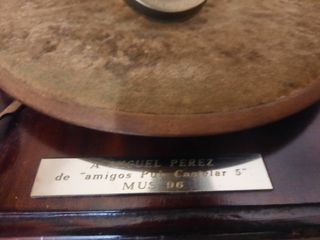 A MIGUEL PEREZ
de "amigos Pub Castelar 5"
MUS 96